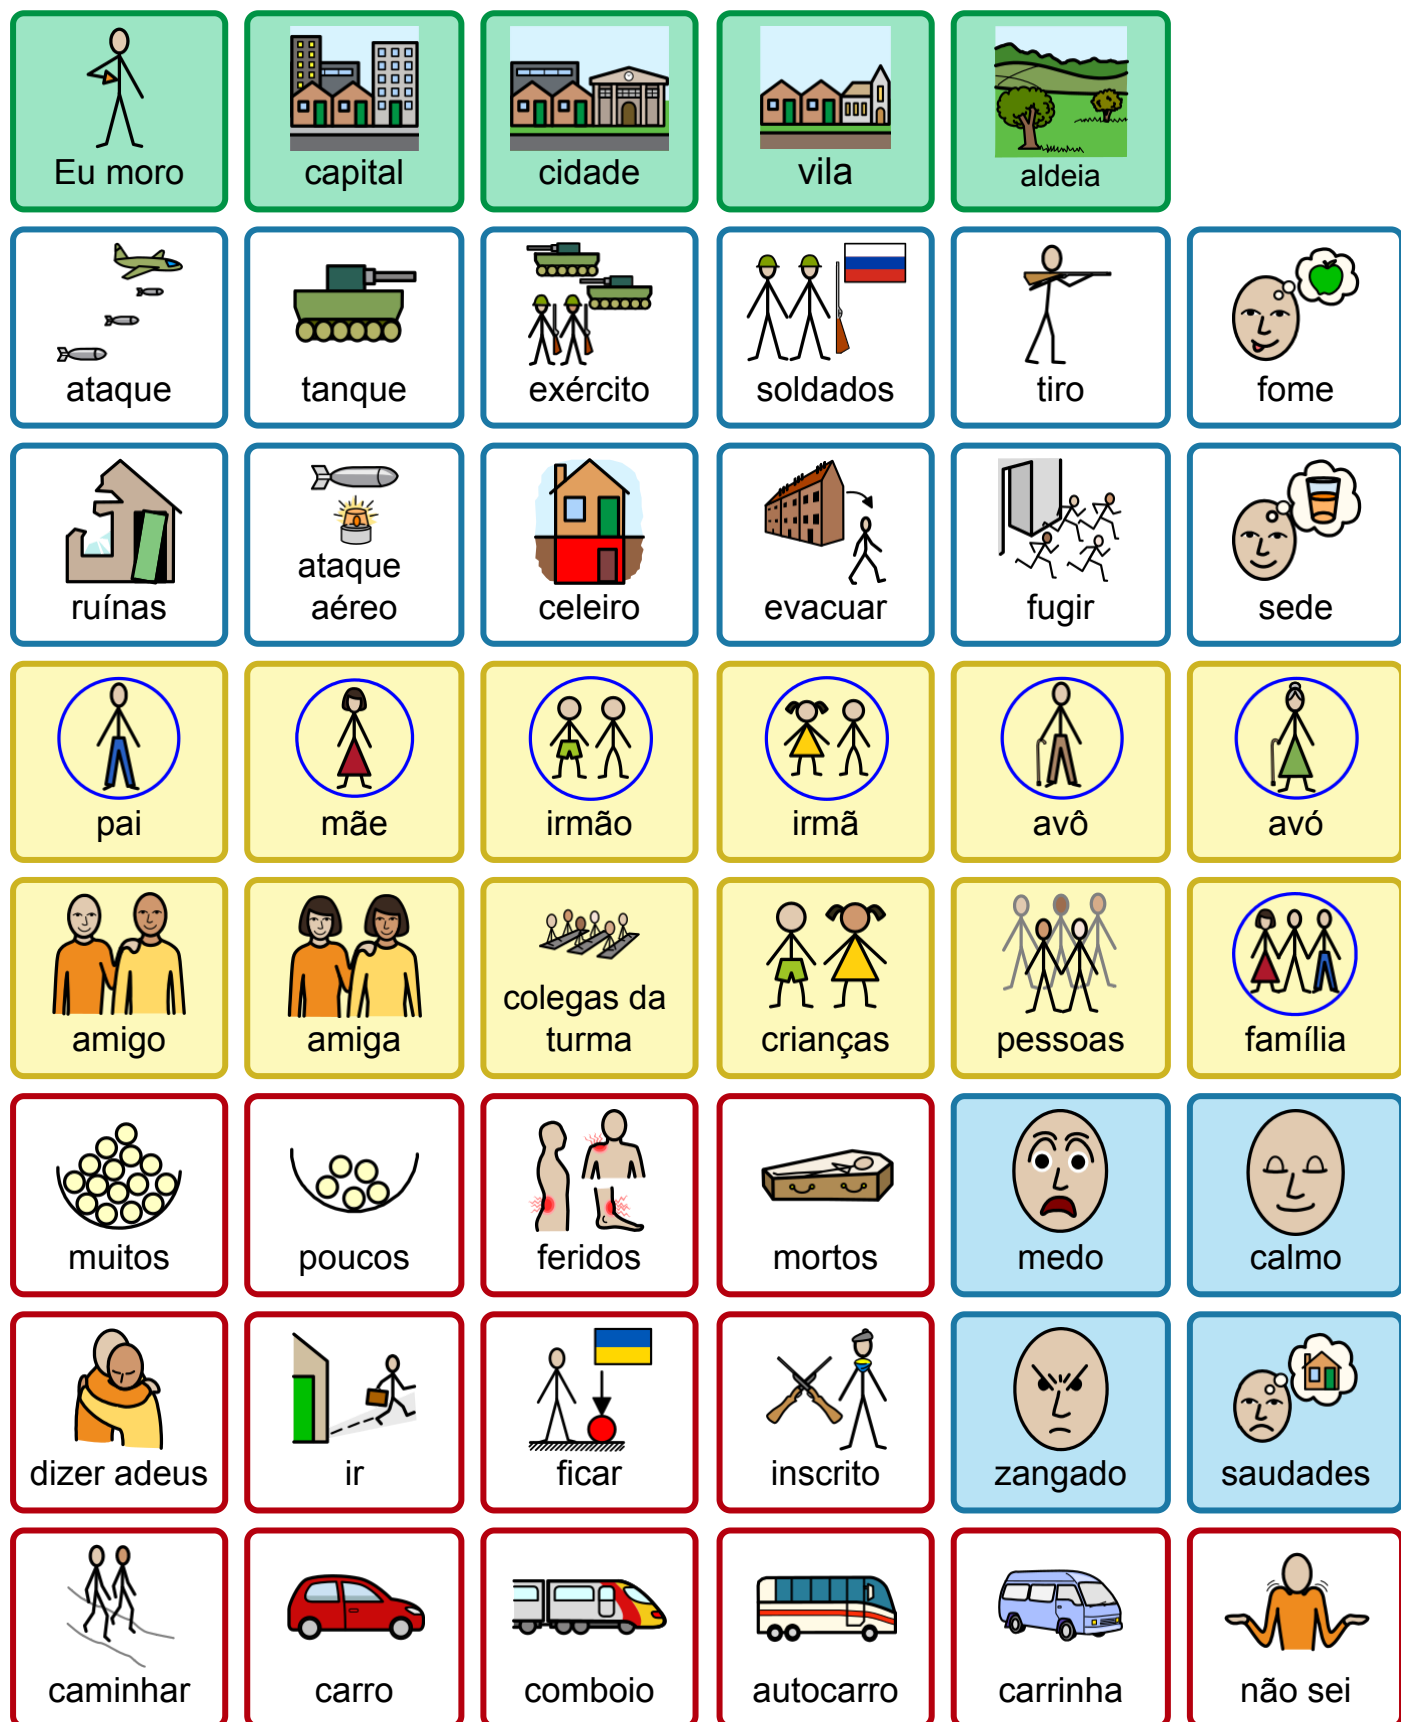 Eu moro
capital
cidade
vila
aldeia
ataque
tanque
exército
soldados
tiro
fome
ruínas
ataque
aéreo
celeiro
evacuar
fugir
sede
pai
mãe
irmão
irmã
avô
avó
amigo
amiga
colegas da
turma
crianças
pessoas
família
muitos
poucos
feridos
mortos
medo
calmo
dizer adeus
ir
ficar
inscrito
zangado
saudades
caminhar
carro
comboio
autocarro
carrinha
não sei